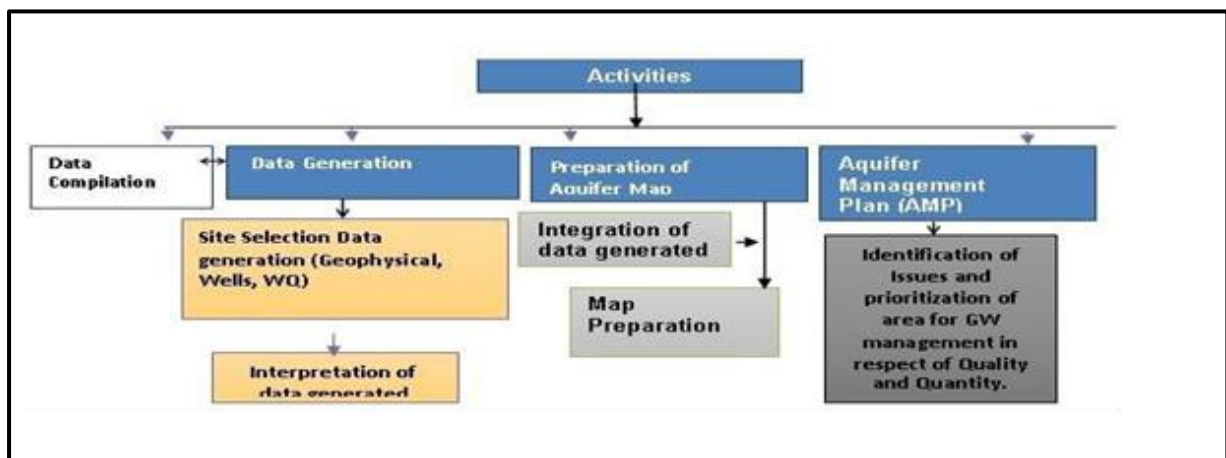 Activities
Data
Compilation
Data Generation
Preparation of
Aquifer Map
Aquifer
Management
Plan (AMP)
Site Selection Data
generation (Geophysical,
Wells, WQ)
Integration of
data generated
Identification of
Issues and
prioritization of
area for GW
management in
respect of Quality
and Quantity.
Map
Preparation
Interpretation of
data generated